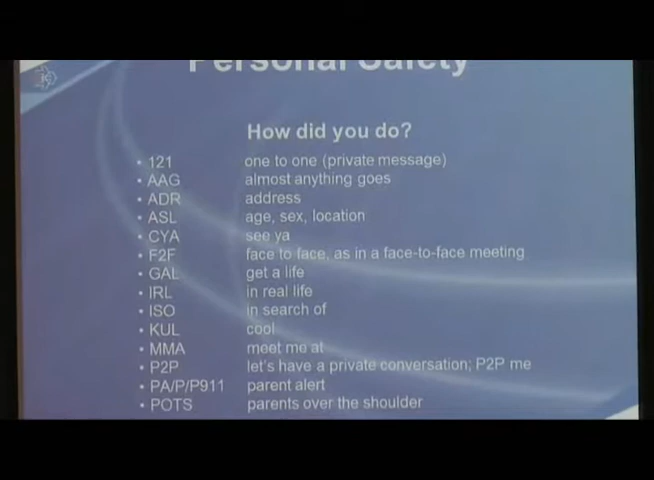 Personal Safety
How did you do?
• 121 one to one (private message)
• AAG almost anything goes
• ADR address
• ASL age, sex, location
• CYA see ya
• F2F face to face, as in a face-to-face meeting
• GAL get a life
• IRL in real life
• ISO in search of
• KUL cool
• MMA meet me at
• P2P let's have a private conversation; P2P me
• PA/P/P911 parent alert
• POTS parents over the shoulder